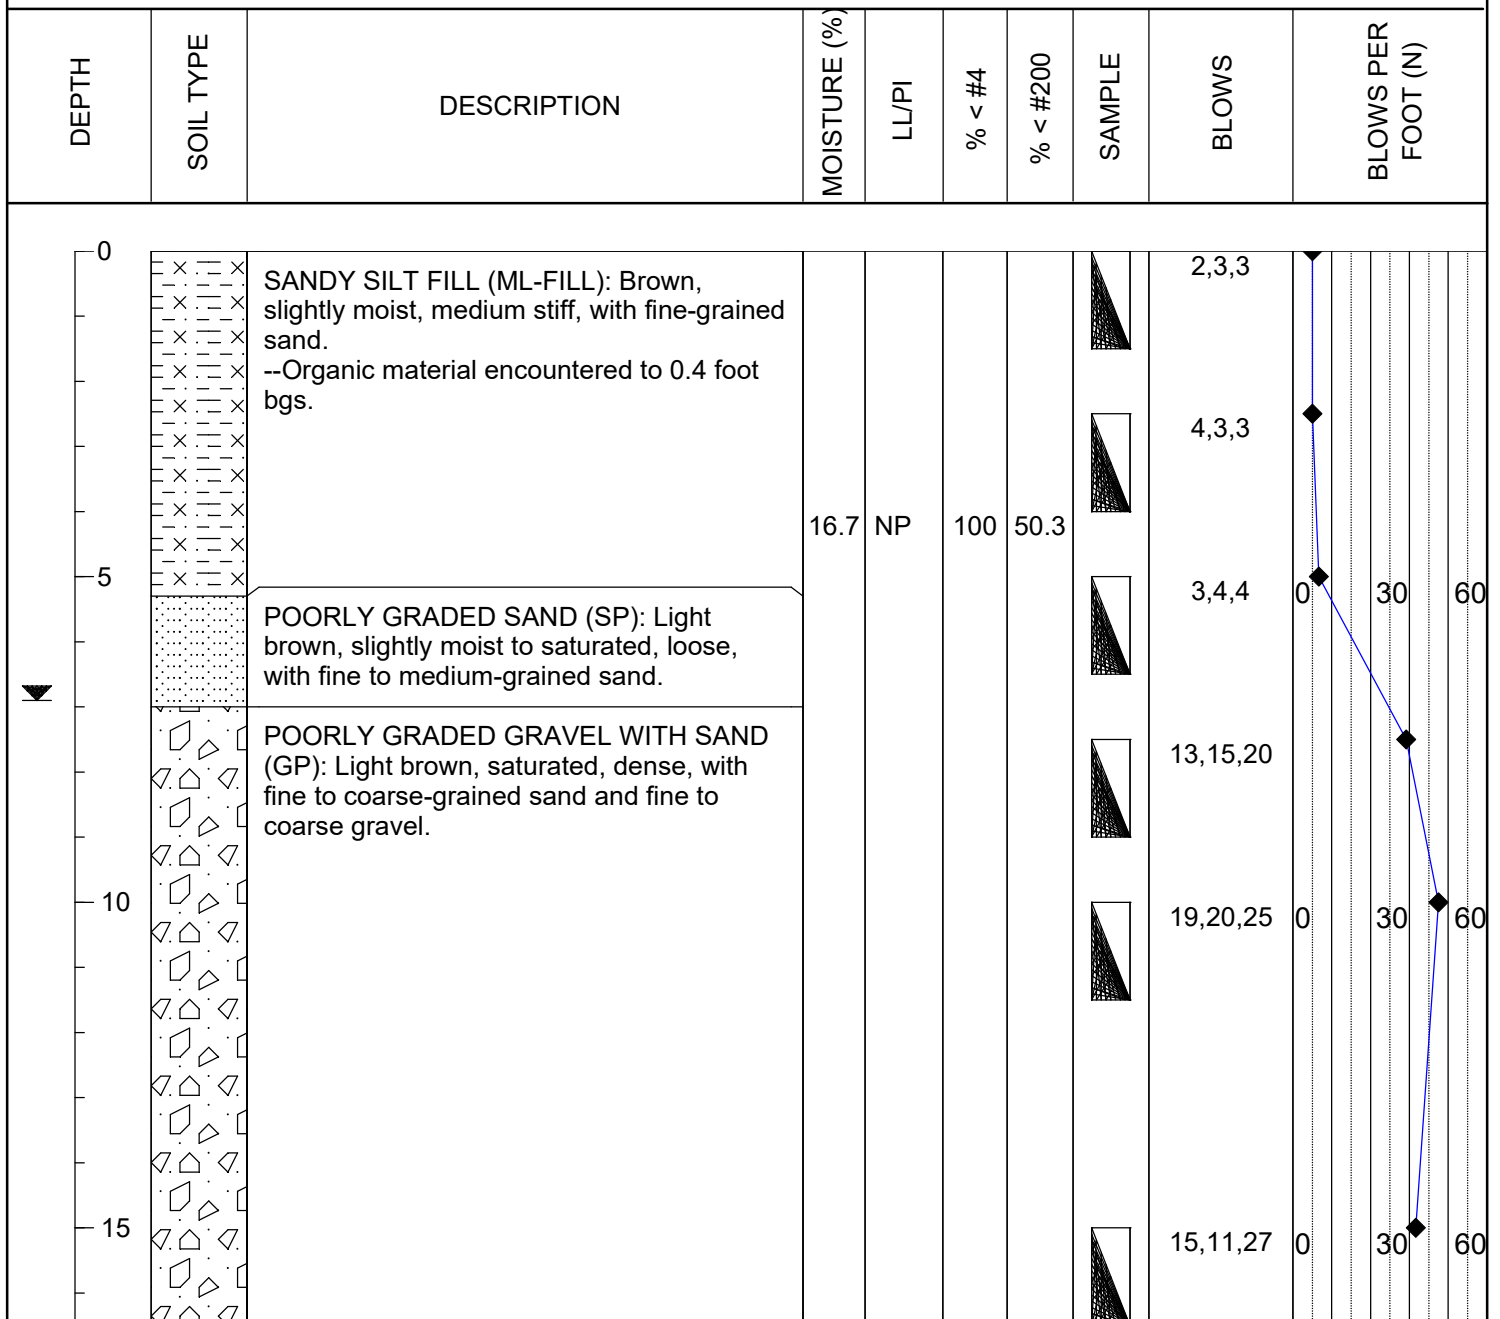 DEPTH
SOIL TYPE
DESCRIPTION
MOISTURE (%)
LL/PI
% < #4
% < #200
SAMPLE
BLOWS
BLOWS PER
FOOT (N)
0
SANDY SILT FILL (ML-FILL): Brown,
slightly moist, medium stiff, with fine-grained
sand.
--Organic material encountered to 0.4 foot
bgs.
2,3,3
4,3,3
16.7 NP 100 50.3
5
3,4,4
0 30 60
POORLY GRADED SAND (SP): Light
brown, slightly moist to saturated, loose,
with fine to medium-grained sand.
POORLY GRADED GRAVEL WITH SAND
(GP): Light brown, saturated, dense, with
fine to coarse-grained sand and fine to
coarse gravel.
13,15,20
10
19,20,25
0 30 60
15
15,11,27
0 30 60